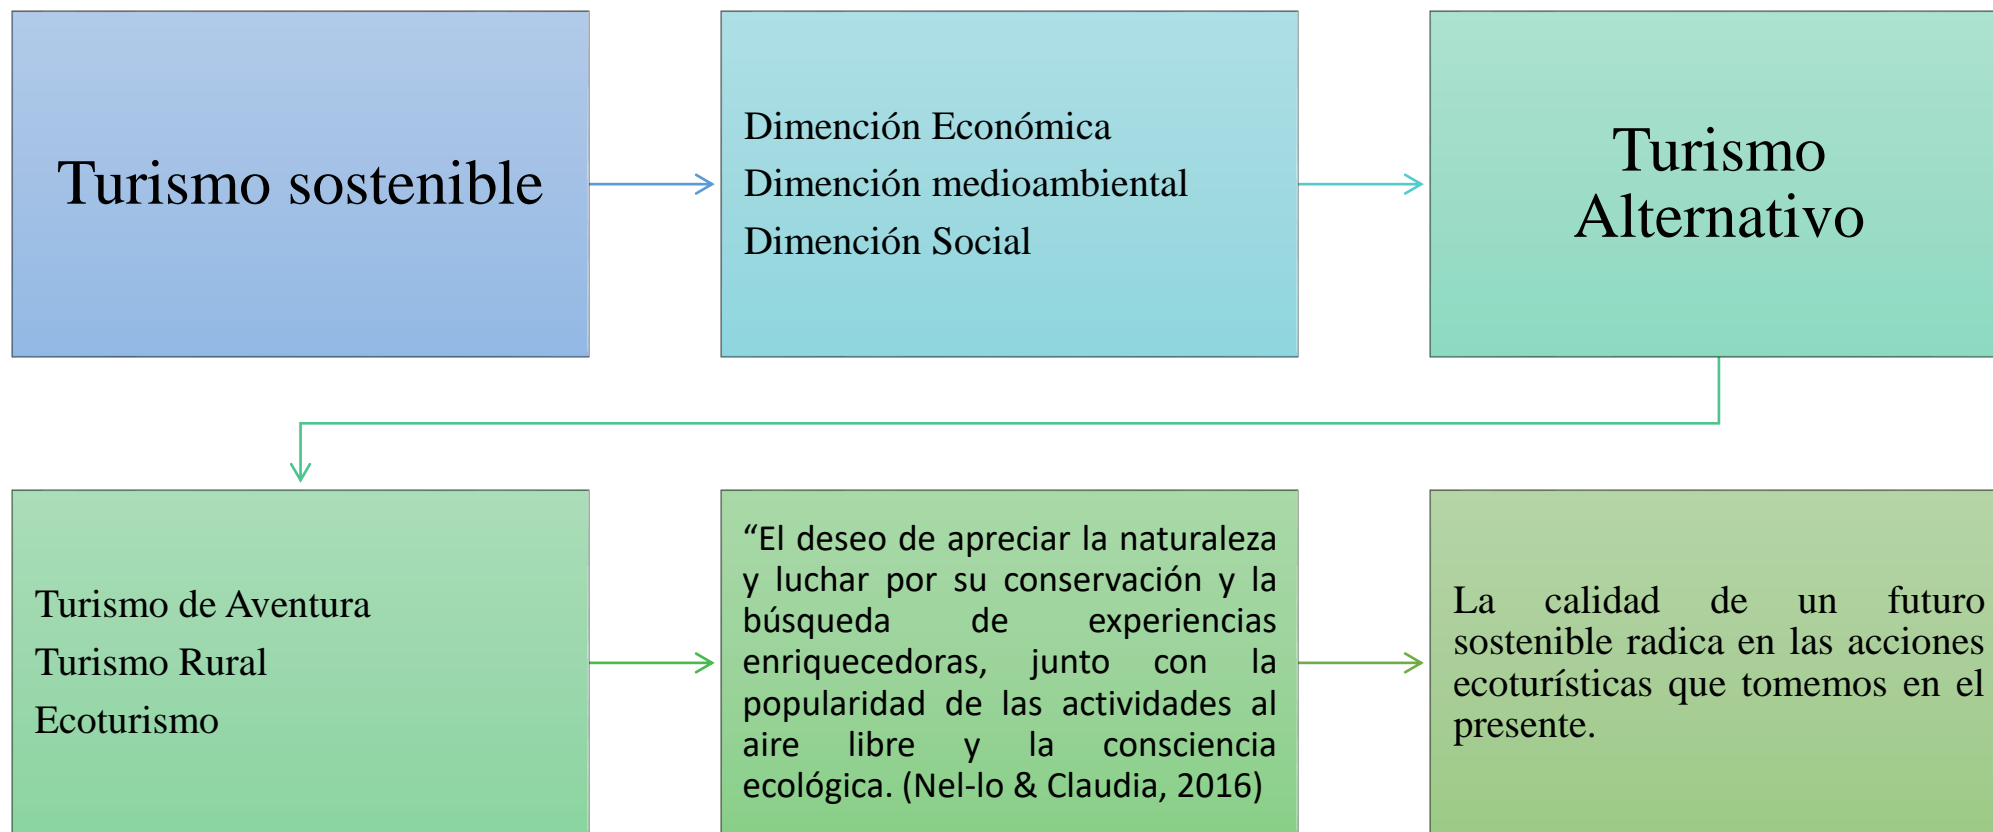 Turismo sostenible
Dimención Económica
Dimención medioambiental
Dimención Social
Turismo
Alternativo
Turismo de Aventura
Turismo Rural
Ecoturismo
“El deseo de apreciar la naturaleza
y luchar por su conservación y la
búsqueda de experiencias
enriquecedoras, junto con la
popularidad de las actividades al
aire libre y la consciencia
ecológica. (Nel-lo & Claudia, 2016)
La calidad de un futuro
sostenible radica en las acciones
ecoturísticas que tomemos en el
presente.